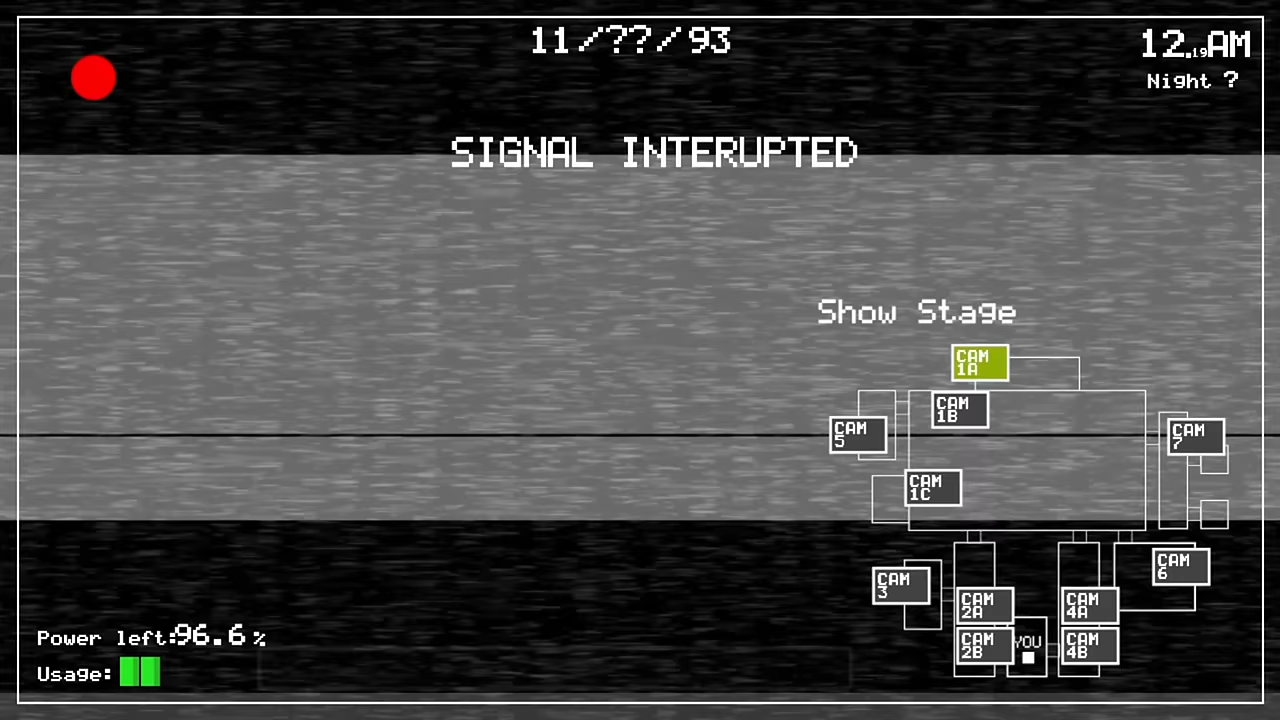 11/??/93
12.19AM
Night ?
SIGNAL INTERUPTED
Show Stage
CAM
1A
CAM
1B
CAM
5
CAM
7
CAM
1C
CAM
6
CAM
3
CAM
2A
CAM
4A
CAM
2B
YOU
CAM
4B
Power left:96.6%
Usage: